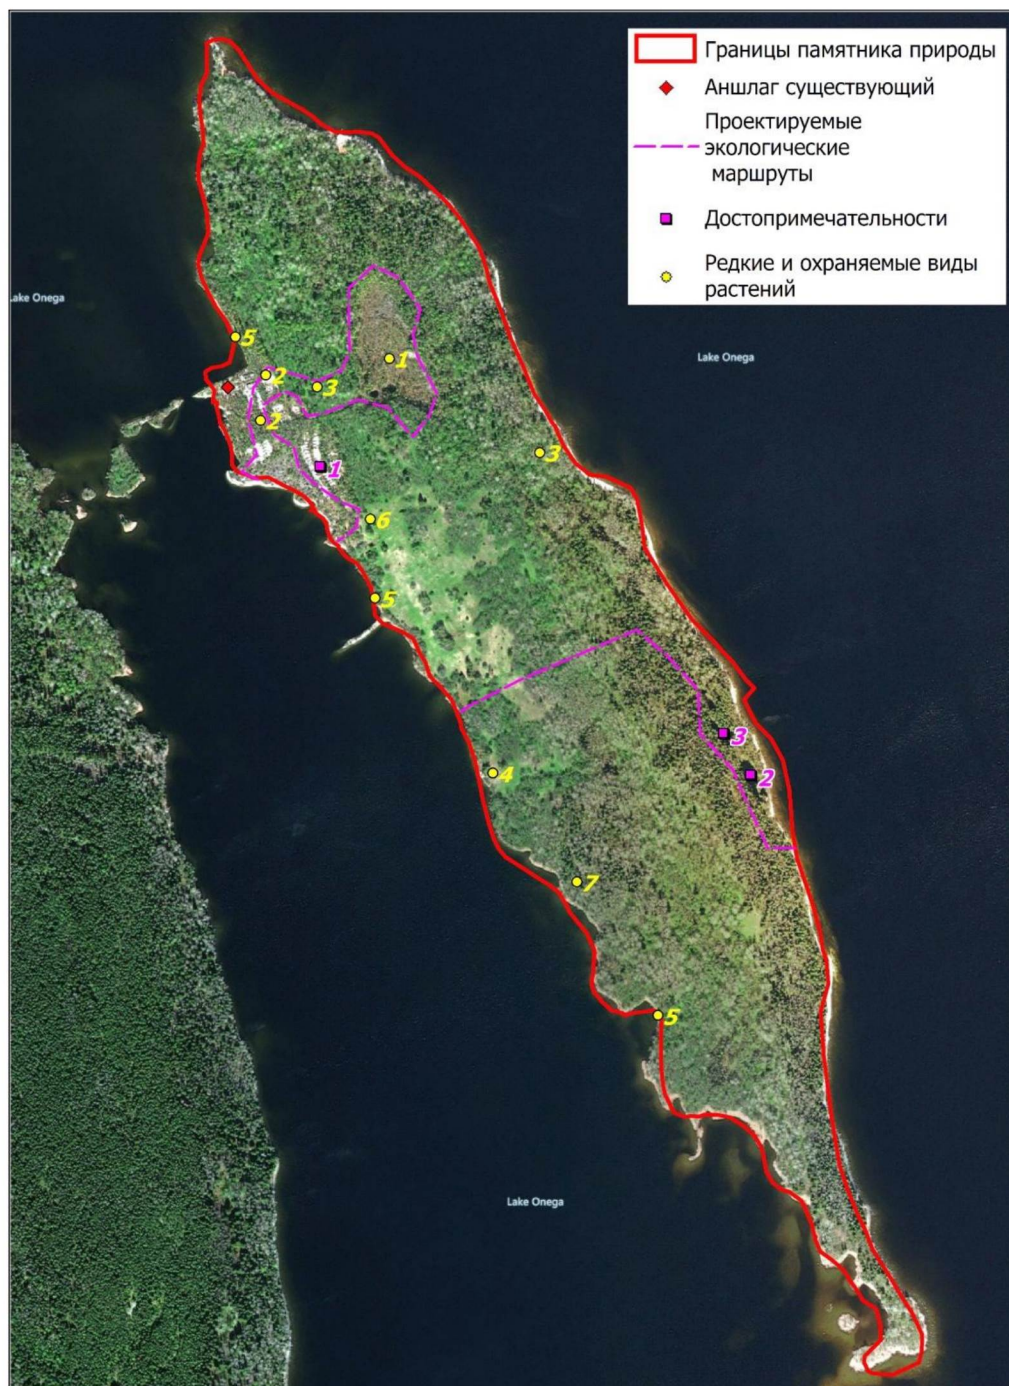 Границы памятника природы
Аншлаг существующий
Проектируемые
экологические
маршруты
Достопримечательности
Редкие и охраняемые виды
растений
Lake Onega
Lake Onega
5
1
2
3
2
3
1
6
5
3
2
4
7
5
Lake Onega